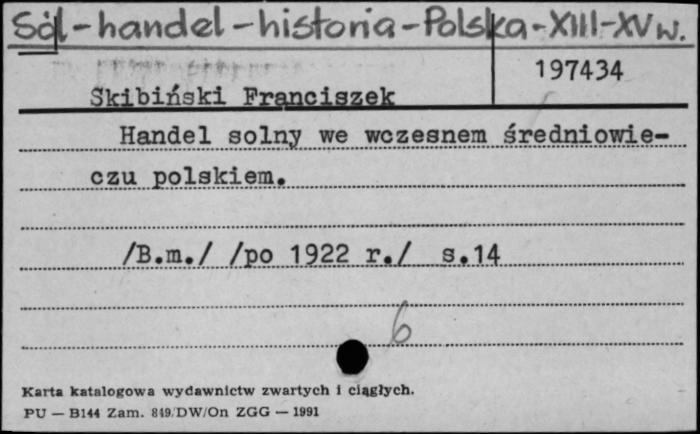 Sól-handel-historia-Polska-XIII-XV w.
197434
Skibiński Franciszek
Handel solny we wczesnem średniowie-
czu polskiem.
/B.m./ /po 1922 r./ s.14
6
Karta katalogowa wydawnictw zwartych i ciągłych.
PU — B144 Zam. 819/DW/On ZGG — 1991